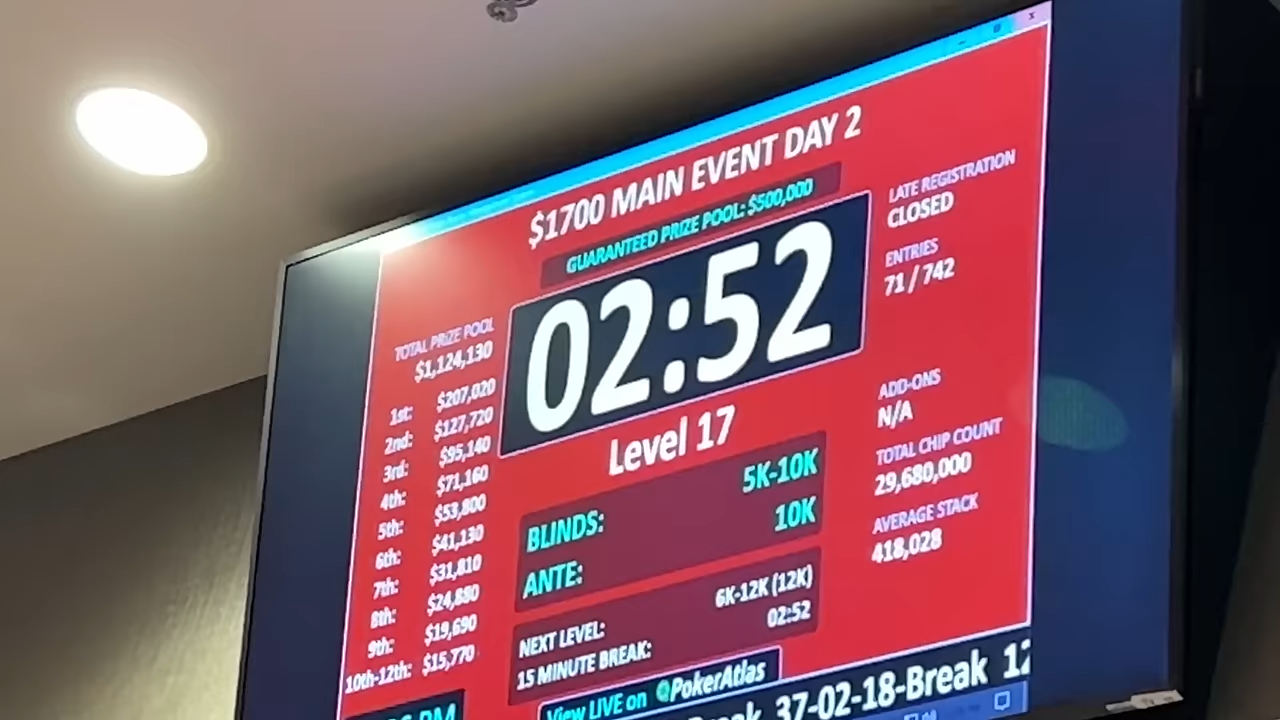 $1700 MAIN EVENT DAY 2
GUARANTEED PRIZE POOL: $500,000
02:52
Level 17
BLINDS: 5K-10K
ANTE: 10K
NEXT LEVEL: 6K-12K (12K)
15 MINUTE BREAK: 02:52
View LIVE on PokerAtlas
TOTAL PRIZE POOL
$1,124,130
1st: $207,020
2nd: $127,720
3rd: $95,140
4th: $71,160
5th: $53,800
6th: $41,130
7th: $31,810
8th: $24,880
9th: $19,690
10th-12th: $15,770
LATE REGISTRATION
CLOSED
ENTRIES
71 / 742
ADD-ONS
N/A
TOTAL CHIP COUNT
29,680,000
AVERAGE STACK
418,028
PM
37-02-18-Break 12